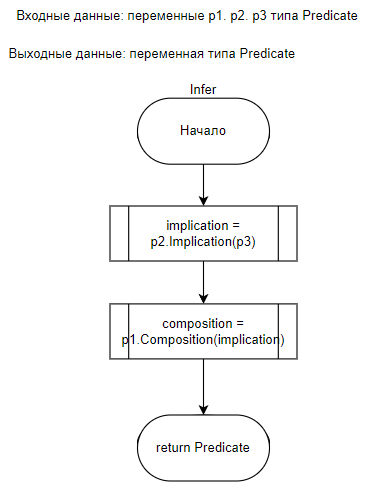 Входные данные: переменные p1. p2. p3 типа Predicate
Выходные данные: переменная типа Predicate
Infer
Начало
implication =
p2.Implication(p3)
composition =
p1.Composition(implication)
return Predicate